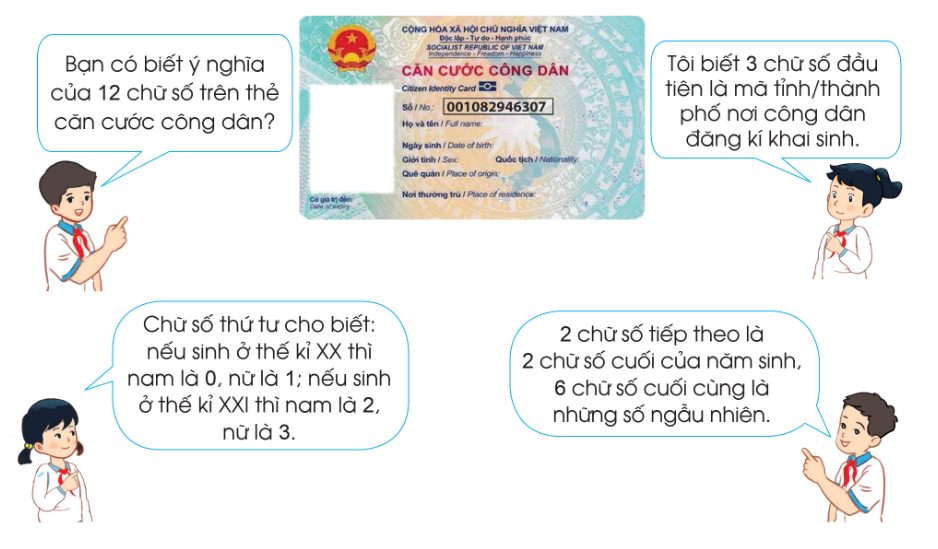 Bạn có biết ý nghĩa
của 12 chữ số trên thẻ
căn cước công dân?
CỘNG HÒA XÃ HỘI CHỦ NGHĨA VIỆT NAM
Độc lập - Tự do - Hạnh phúc
SOCIALIST REPUBLIC OF VIET NAM
Independence - Freedom - Happiness
CĂN CƯỚC CÔNG DÂN
Citizen Identity Card
Số / No.: 001082946307
Họ và tên / Full name:
Ngày sinh / Date of birth:
Giới tính / Sex: Quốc tịch / Nationality:
Quê quán / Place of origin:
Nơi thường trú / Place of residence:
Có giá trị đến:
Date of expiry
Tôi biết 3 chữ số đầu
tiên là mã tỉnh/thành
phố nơi công dân
đăng kí khai sinh.
Chữ số thứ tư cho biết:
nếu sinh ở thế kỉ XX thì
nam là 0, nữ là 1; nếu sinh
ở thế kỉ XXI thì nam là 2,
nữ là 3.
2 chữ số tiếp theo là
2 chữ số cuối của năm sinh,
6 chữ số cuối cùng là
những số ngẫu nhiên.